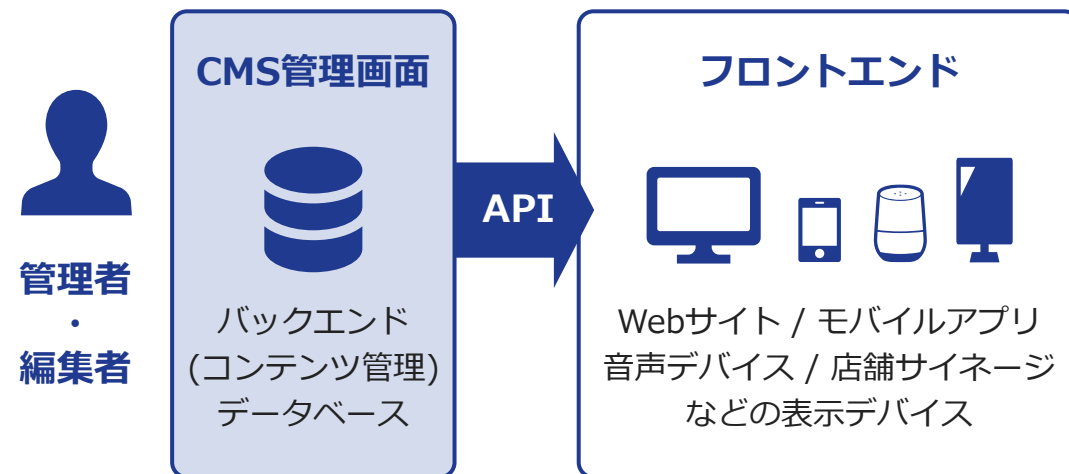 CMS管理画面
フロントエンド
API
管理者
・
編集者
バックエンド
(コンテンツ管理)
データベース
Webサイト / モバイルアプリ
音声デバイス / 店舗サイネージ
などの表示デバイス